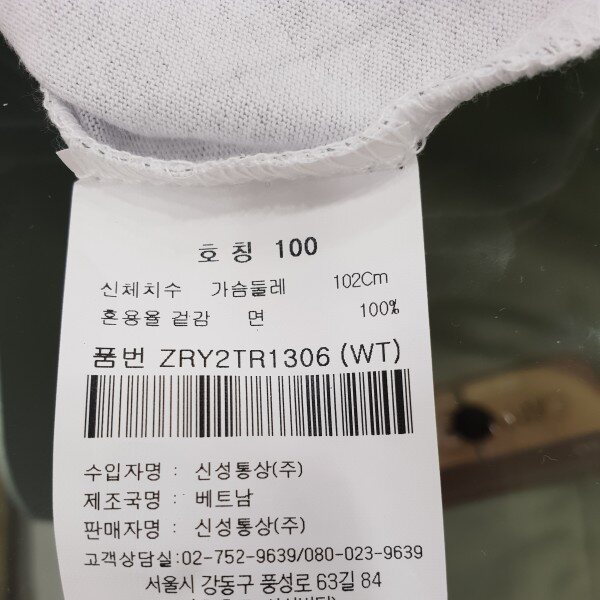 호칭 100
신체치수 가슴둘레 102Cm
혼용율 겉감 면 100%
품번 ZRY2TR1306 (WT)
수입자명 : 신성통상(주)
제조국명 : 베트남
판매자명 : 신성통상(주)
고객상담실:02-752-9639/080-023-9639
서울시 강동구 풍성로 63길 84